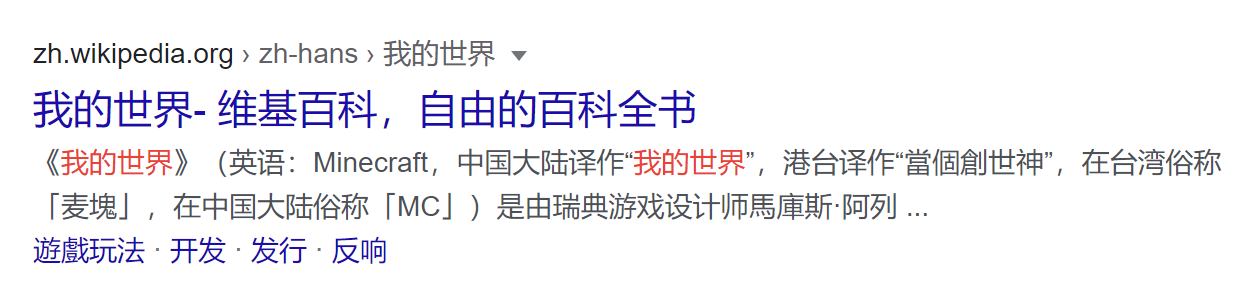 zh.wikipedia.org › zh-hans › 我的世界
我的世界- 维基百科，自由的百科全书
《我的世界》（英语：Minecraft，中国大陆译作“我的世界”，港台译作“當個創世神”，在台湾俗称
「麦塊」，在中国大陆俗称「MC」）是由瑞典游戏设计师馬庫斯·阿列 ...
遊戲玩法 · 开发 · 发行 · 反响